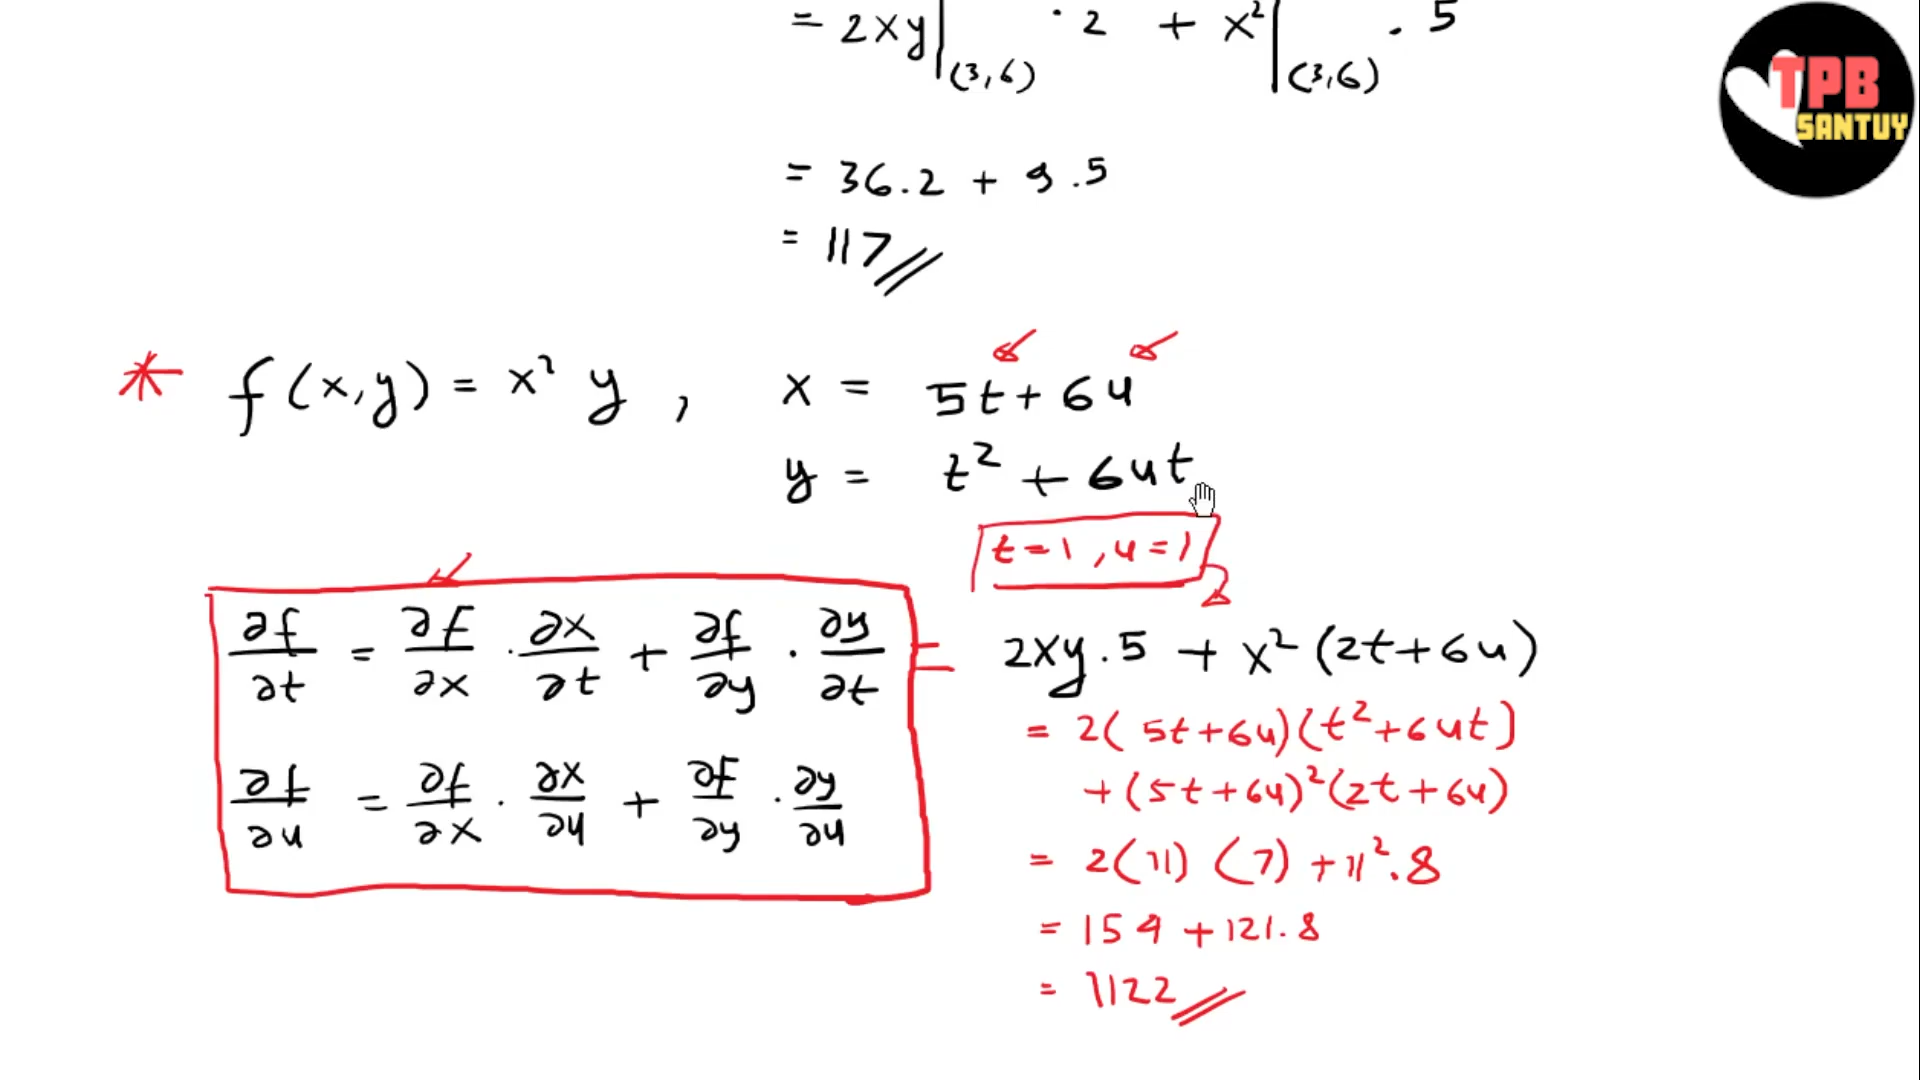 = 2xy|(3,6) · 2 + x²|(3,6) · 5
TPB
SANTUY
= 36.2 + 9.5
= 117
* f(x,y) = x² y , x = 5t + 6u
y = t² + 6ut
t = 1 , u = 1
∂f/∂t = ∂f/∂x · ∂x/∂t + ∂f/∂y · ∂y/∂t = 2xy.5 + x² (2t+6u)
= 2( 5t+6u)(t²+6ut)
+ (5t+6u)²(2t+6u)
∂f/∂u = ∂f/∂x · ∂x/∂u + ∂f/∂y · ∂y/∂u
= 2(11) (7) + 11².8
= 154 + 121.8
= 1122